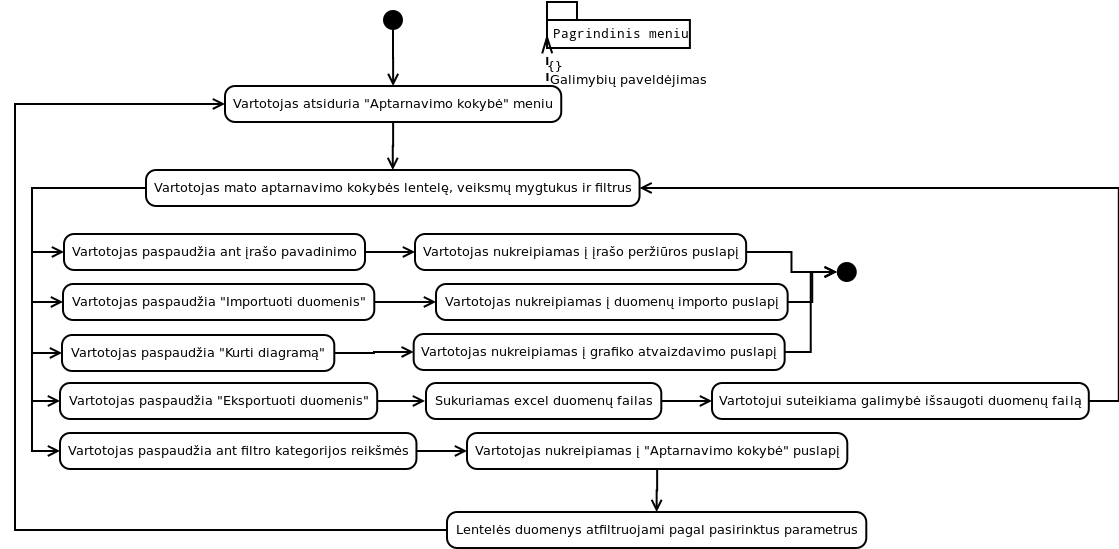 Pagrindinis meniu
{}
Galimybių paveldėjimas
Vartotojas atsiduria "Aptarnavimo kokybė" meniu
Vartotojas mato aptarnavimo kokybės lentelę, veiksmų mygtukus ir filtrus
Vartotojas paspaudžia ant įrašo pavadinimo
Vartotojas nukreipiamas į įrašo peržiūros puslapį
Vartotojas paspaudžia "Importuoti duomenis"
Vartotojas nukreipiamas į duomenų importo puslapį
Vartotojas paspaudžia "Kurti diagramą"
Vartotojas nukreipiamas į grafiko atvaizdavimo puslapį
Vartotojas paspaudžia "Eksportuoti duomenis"
Sukuriamas excel duomenų failas
Vartotojui suteikiama galimybė išsaugoti duomenų failą
Vartotojas paspaudžia ant filtro kategorijos reikšmės
Vartotojas nukreipiamas į "Aptarnavimo kokybė" puslapį
Lentelės duomenys atfiltruojami pagal pasirinktus parametrus